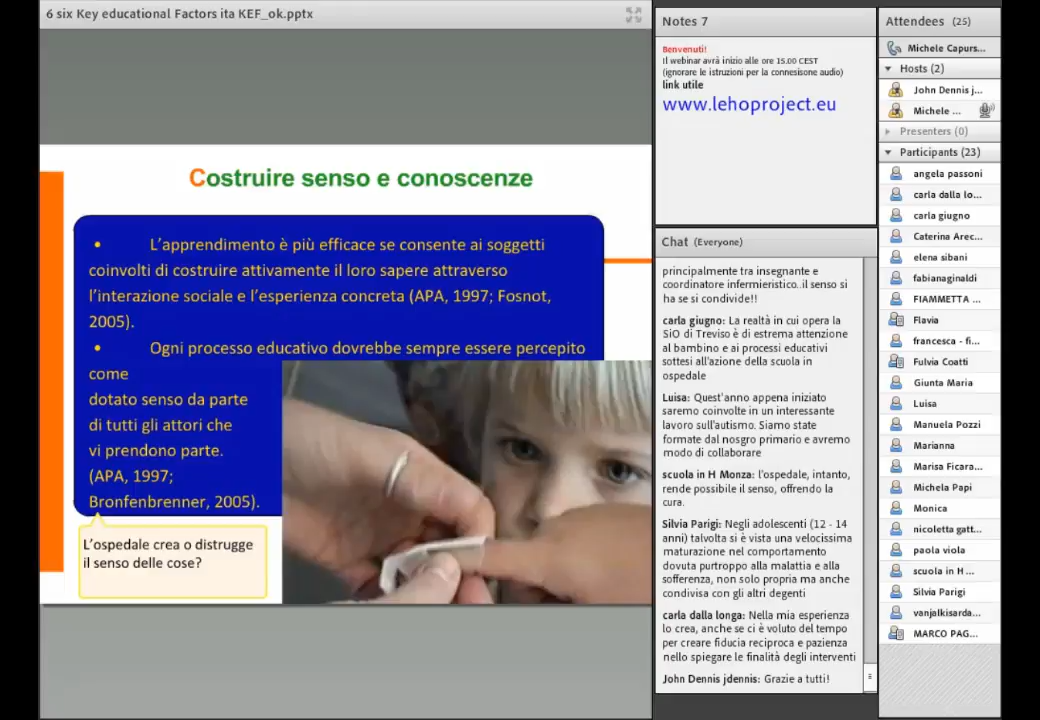 6 six Key educational Factors ita KEF_ok.pptx
Costruire senso e conoscenze
• L'apprendimento è più efficace se consente ai soggetti
coinvolti di costruire attivamente il loro sapere attraverso
l'interazione sociale e l'esperienza concreta (APA, 1997; Fosnot,
2005).
• Ogni processo educativo dovrebbe sempre essere percepito
come
dotato senso da parte
di tutti gli attori che
vi prendono parte.
(APA, 1997;
Bronfenbrenner, 2005).
L'ospedale crea o distrugge
il senso delle cose?
Notes 7
Benvenuti!
Il webinar avrà inizio alle ore 15.00 CEST
(ignorare le istruzioni per la connesisone audio)
link utile
www.lehoproject.eu
Chat (Everyone)
principalmente tra insegnante e
coordinatore infermieristico..il senso si
ha se si condivide!!
carla giugno: La realtà in cui opera la
SiO di Treviso è di estrema attenzione
al bambino e ai processi educativi
sottesi all'azione della scuola in
ospedale
Luisa: Quest'anno appena iniziato
saremo coinvolte in un interessante
lavoro sull'autismo. Siamo state
formate dal nosgro primario e avremo
modo di collaborare
scuola in H Monza: l'ospedale, intanto,
rende possibile il senso, offrendo la
cura.
Silvia Parigi: Negli adolescenti (12 - 14
anni) talvolta si è vista una velocissima
maturazione nel comportamento
dovuta purtroppo alla malattia e alla
sofferenza, non solo propria ma anche
condivisa con gli altri degenti
carla dalla longa: Nella mia esperienza
lo crea, anche se ci è voluto del tempo
per creare fiducia reciproca e pazienza
nello spiegare le finalità degli interventi
John Dennis jdennis: Grazie a tutti!
Attendees (25)
Michele Capurs...
Hosts (2)
John Dennis j...
Michele ...
Presenters (0)
Participants (23)
angela passoni
carla dalla lo...
carla giugno
Caterina Arec...
elena sibani
fabianaginaldi
FIAMMETTA ...
Flavia
francesca - fi...
Fulvia Coatti
Giunta Maria
Luisa
Manuela Pozzi
Marianna
Marisa Ficara...
Michela Papi
Monica
nicoletta gatt...
paola viola
scuola in H ...
Silvia Parigi
vanjalkisarda...
MARCO PAG...